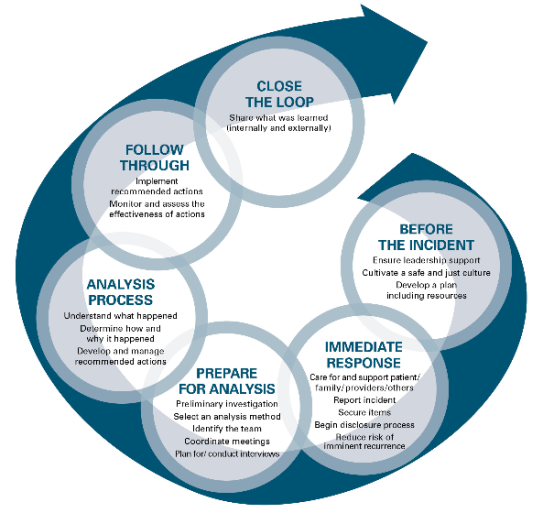 BEFORE
THE INCIDENT
Ensure leadership support
Cultivate a safe and just culture
Develop a plan
including resources
IMMEDIATE
RESPONSE
Care for and support patient/
family/providers/others
Report incident
Secure items
Begin disclosure process
Reduce risk of
imminent recurrence
PREPARE
FOR ANALYSIS
Preliminary investigation
Select an analysis method
Identify the team
Coordinate meetings
Plan for/ conduct interviews
ANALYSIS
PROCESS
Understand what happened
Determine how and
why it happened
Develop and manage
recommended actions
FOLLOW
THROUGH
Implement
recommended actions
Monitor and assess the
effectiveness of actions
CLOSE
THE LOOP
Share what was learned
(internally and externally)